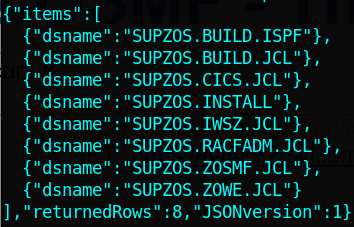 {"items":[
{"dsname":"SUPZOS.BUILD.ISPF"},
{"dsname":"SUPZOS.BUILD.JCL"},
{"dsname":"SUPZOS.CICS.JCL"},
{"dsname":"SUPZOS.INSTALL"},
{"dsname":"SUPZOS.IWSZ.JCL"},
{"dsname":"SUPZOS.RACFADM.JCL"},
{"dsname":"SUPZOS.ZOSMF.JCL"},
{"dsname":"SUPZOS.ZOWE.JCL"}
],"returnedRows":8,"JSONversion":1}